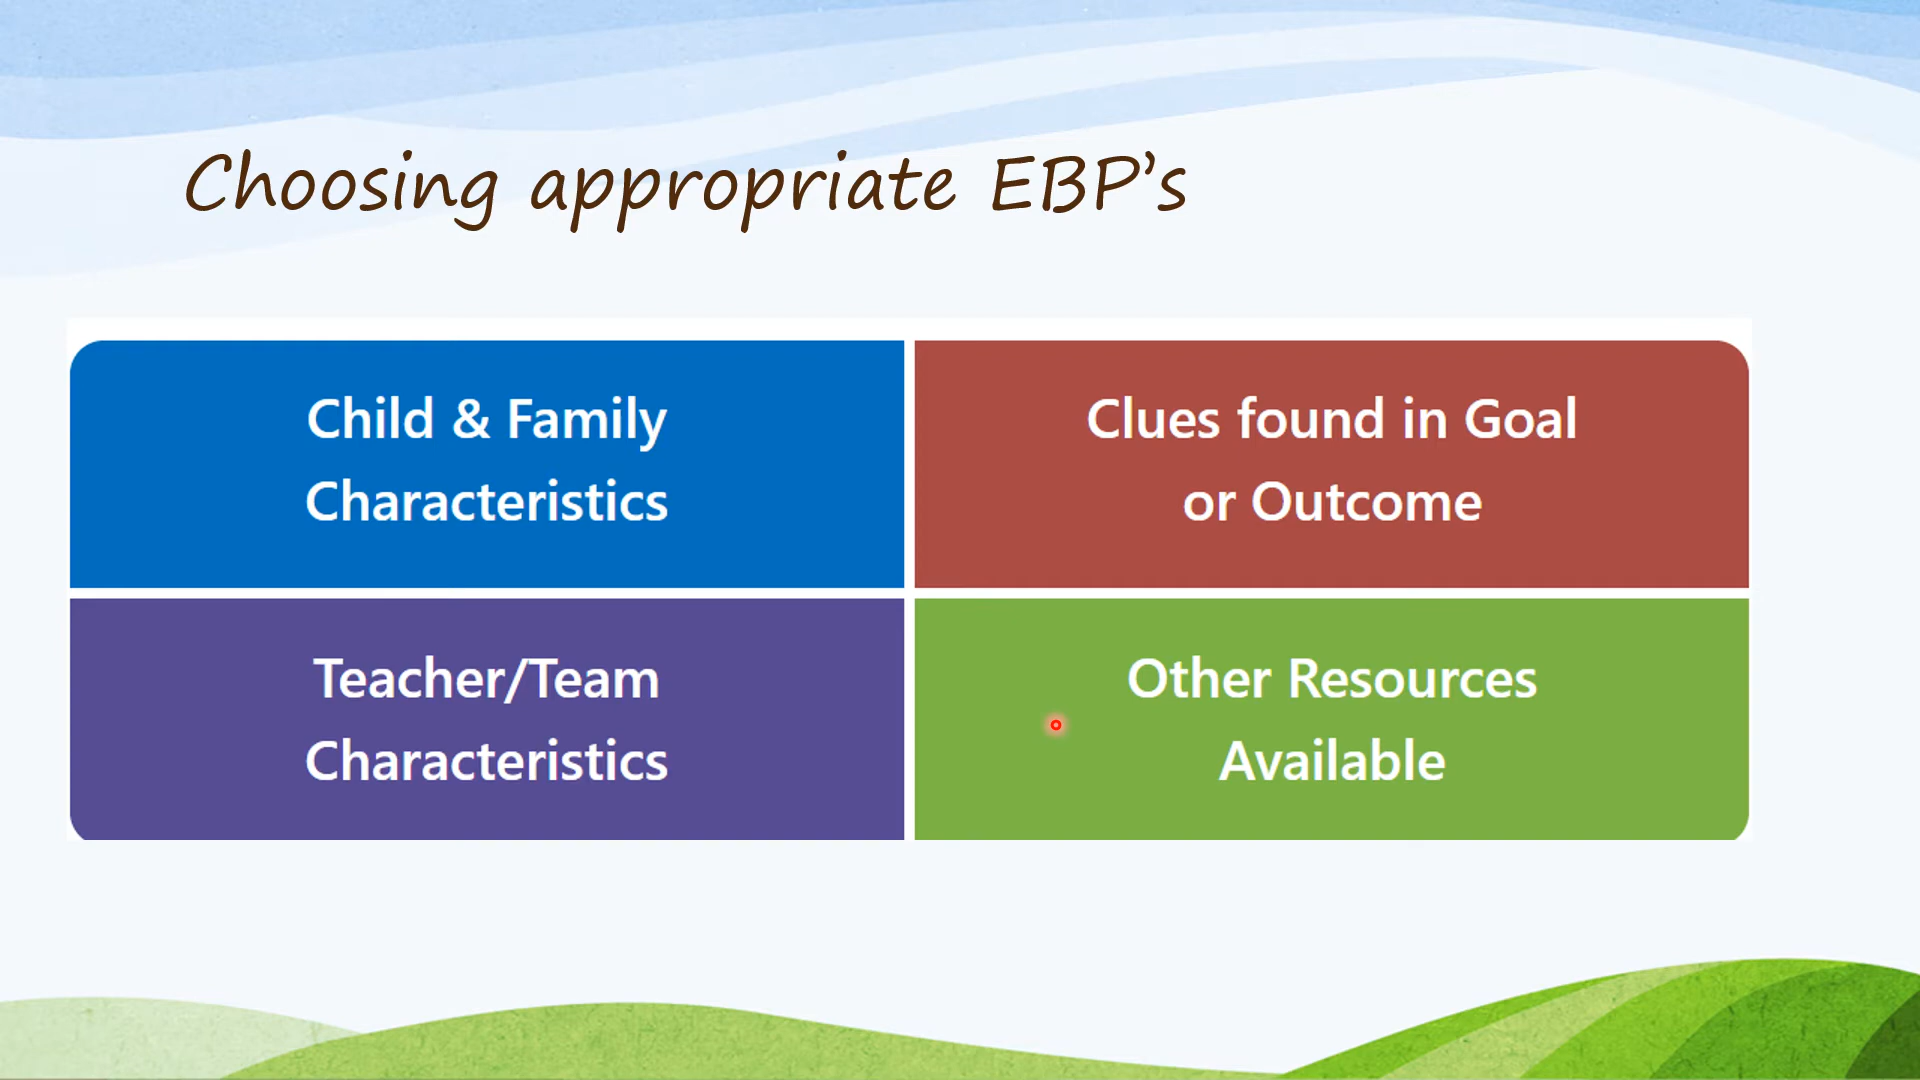 Choosing appropriate EBP’s
Child & Family
Characteristics
Clues found in Goal
or Outcome
Teacher/Team
Characteristics
Other Resources
Available